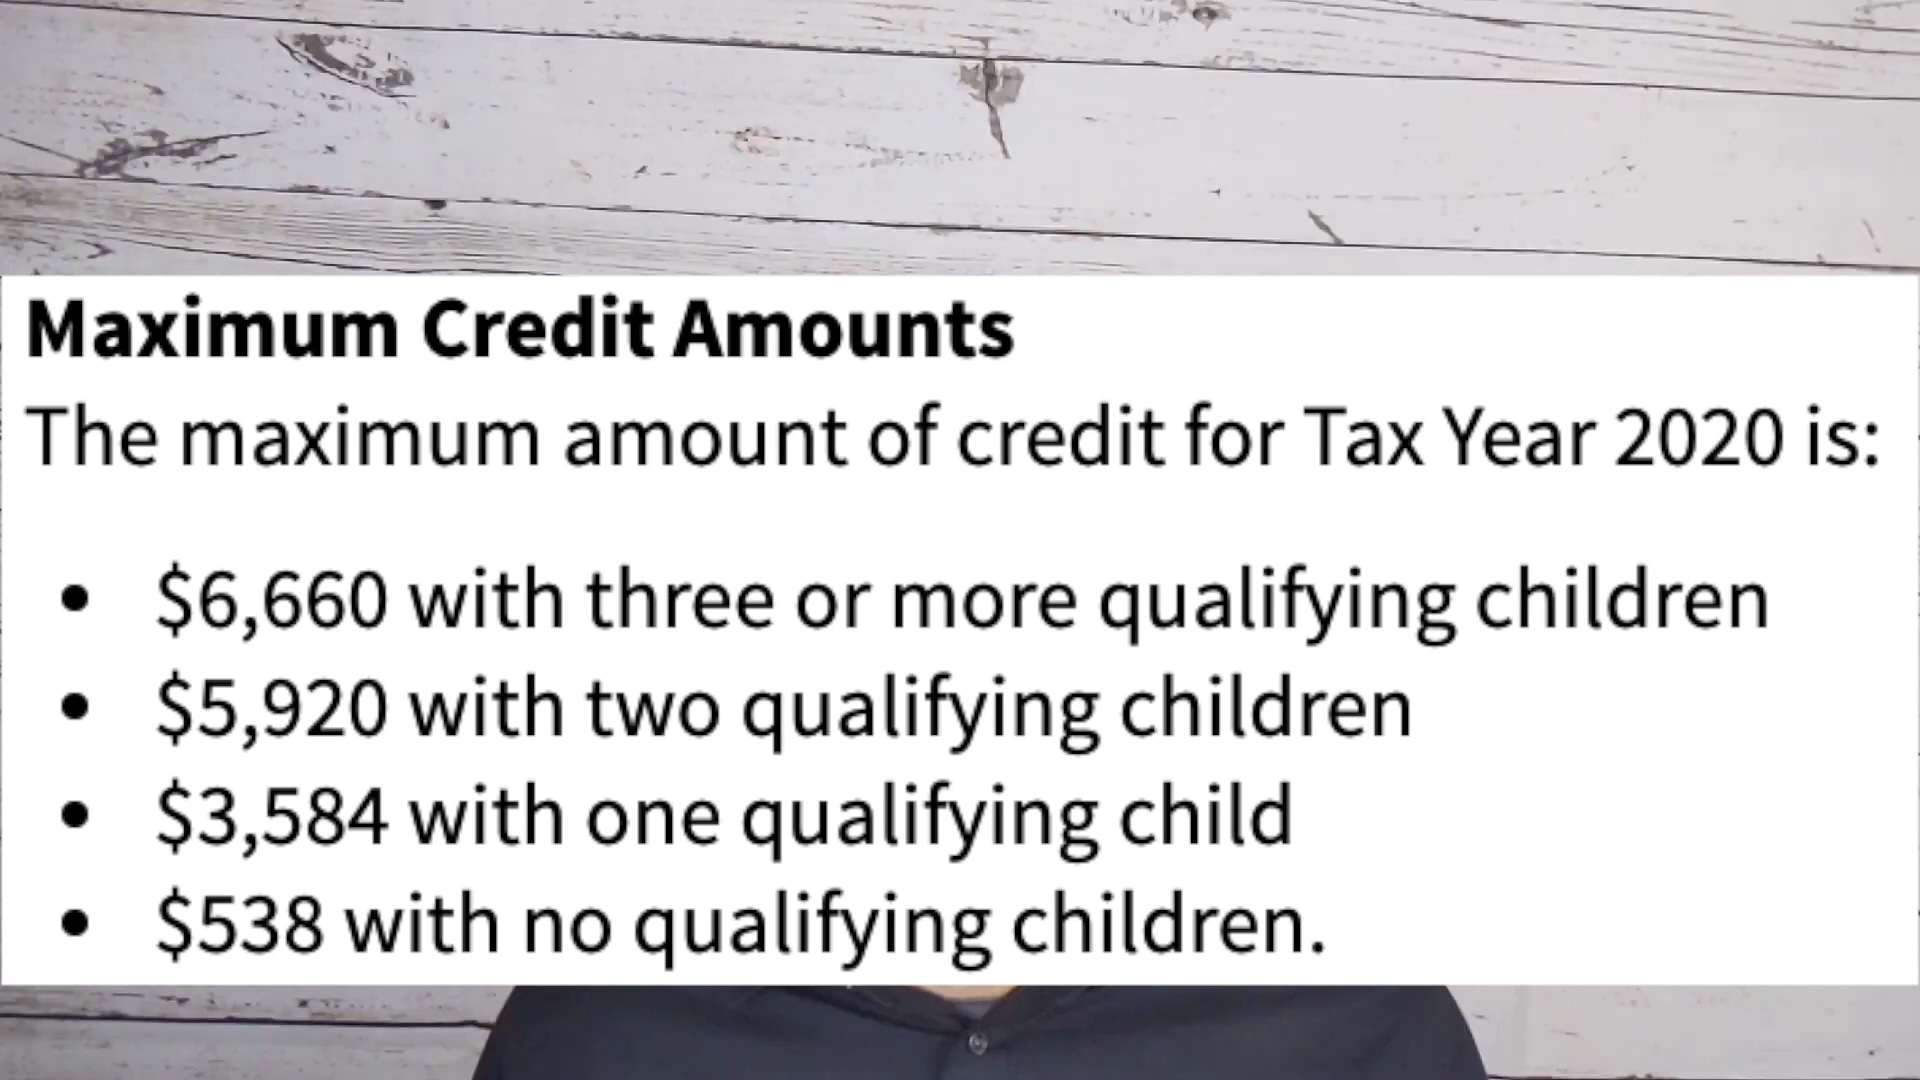 Maximum Credit Amounts
The maximum amount of credit for Tax Year 2020 is:
• $6,660 with three or more qualifying children
• $5,920 with two qualifying children
• $3,584 with one qualifying child
• $538 with no qualifying children.